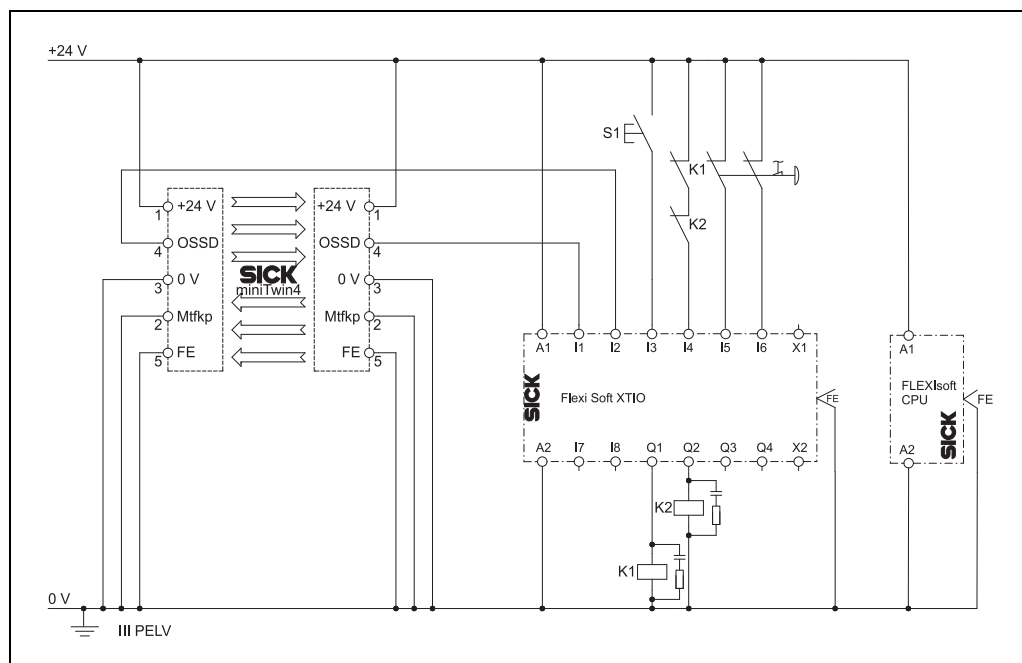 +24 V
S1
K1
K2
1 +24 V
+24 V 1
4 OSSD
OSSD 4
3 0 V
0 V 3
SICK
miniTwin4
2 Mtfkp
Mtfkp 2
5 FE
FE 5
A1 I1 I2 I3 I4 I5 I6 X1
SICK
Flexi Soft XTIO
FE
A2 I7 I8 Q1 Q2 Q3 Q4 X2
A1
FLEXIsoft
CPU
SICK
FE
A2
K2
K1
0 V
III PELV